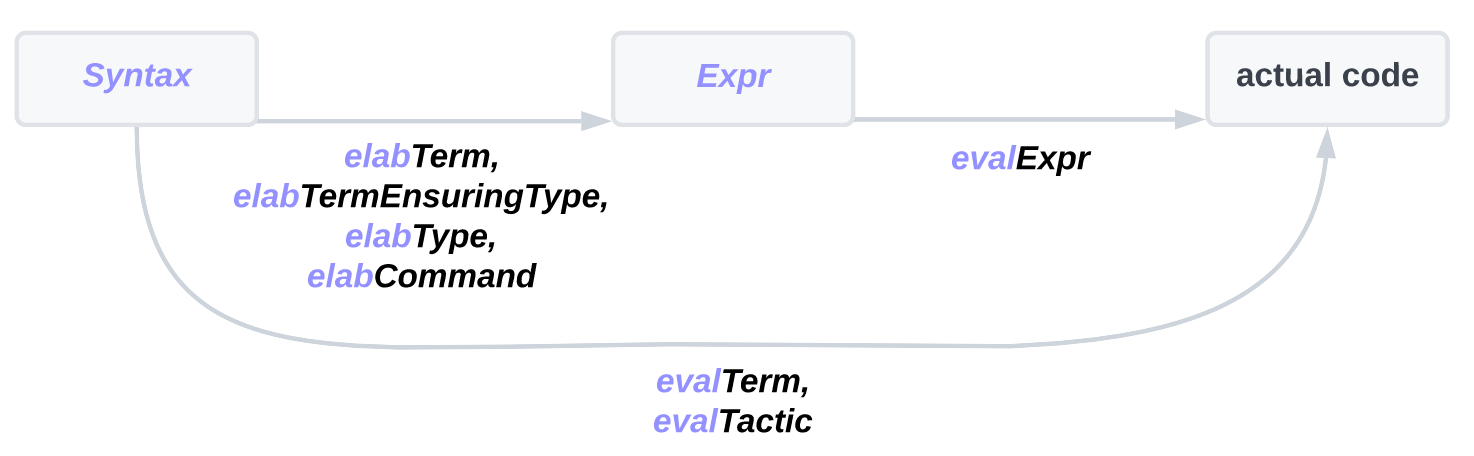 Syntax
Expr
actual code
elabTerm,
elabTermEnsuringType,
elabType,
elabCommand
evalExpr
evalTerm,
evalTactic